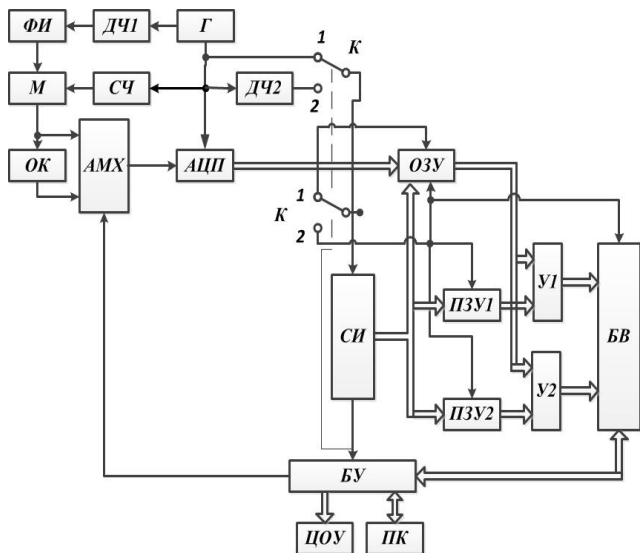 ФИ ДЧ1 Г
1 К
М СЧ ДЧ2
2
ОК АМХ АЦП ОЗУ
1
К
2
У1
ПЗУ1
СИ БВ
У2
ПЗУ2
БУ
ЦОУ ПК